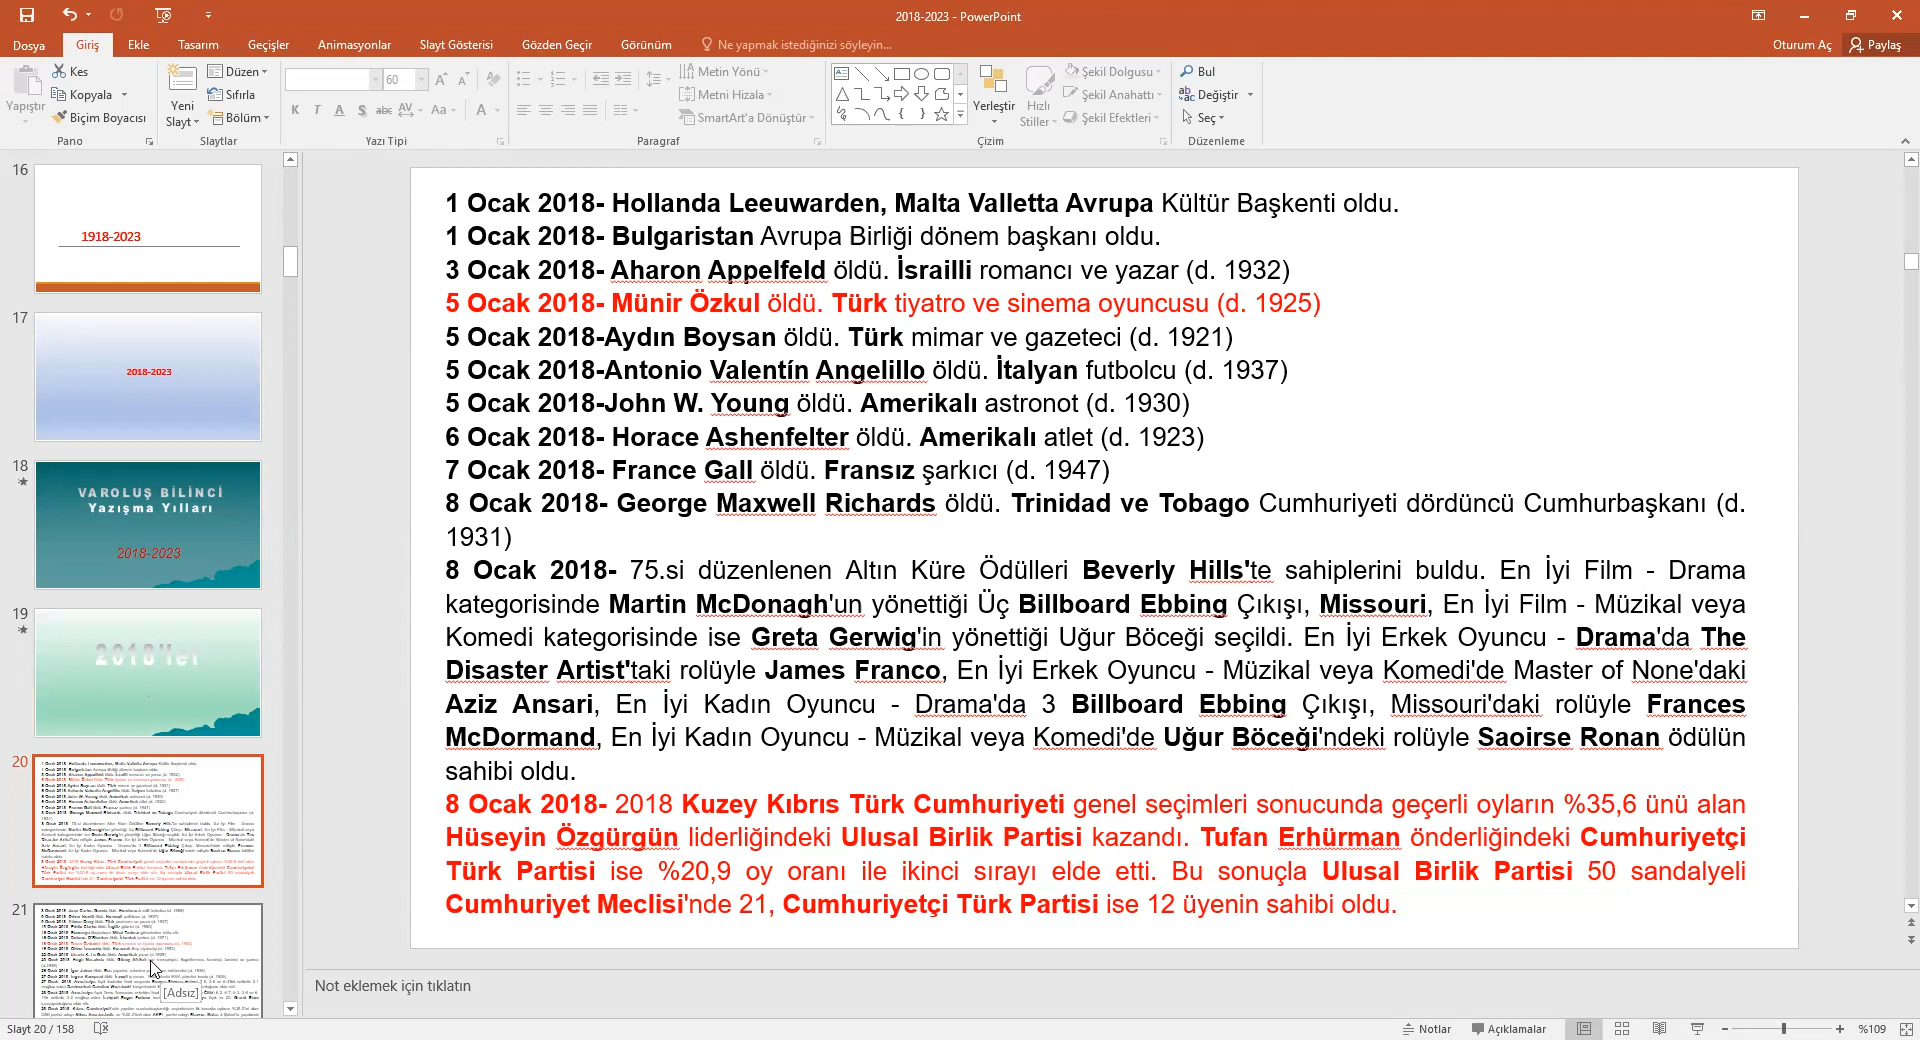 2018-2023 - PowerPoint
Dosya Giriş Ekle Tasarım Geçişler Animasyonlar Slayt Gösterisi Gözden Geçir Görünüm Ne yapmak istediğinizi söyleyin... Oturum Aç Paylaş
Yapıştır
Kes
Kopyala
Biçim Boyacısı
Pano
Yeni Slayt
Düzen
Sıfırla
Bölüm
Slaytlar
60
K T A S abc AV Aa A
Yazı Tipi
Metin Yönü
Metni Hizala
SmartArt'a Dönüştür
Paragraf
Yerleştir
Hızlı Stiller
Şekil Dolgusu
Şekil Anahattı
Şekil Efektleri
Çizim
Bul
Değiştir
Seç
Düzenleme
16
1918-2023
17
2018-2023
18
VAROLUŞ BİLİNCİ
Yazışma Yılları
2018-2023
19
2018'ler
20
21
[Adsız]
1 Ocak 2018- Hollanda Leeuwarden, Malta Valletta Avrupa Kültür Başkenti oldu.
1 Ocak 2018- Bulgaristan Avrupa Birliği dönem başkanı oldu.
3 Ocak 2018- Aharon Appelfeld öldü. İsrailli romancı ve yazar (d. 1932)
5 Ocak 2018- Münir Özkul öldü. Türk tiyatro ve sinema oyuncusu (d. 1925)
5 Ocak 2018-Aydın Boysan öldü. Türk mimar ve gazeteci (d. 1921)
5 Ocak 2018-Antonio Valentín Angelillo öldü. İtalyan futbolcu (d. 1937)
5 Ocak 2018-John W. Young öldü. Amerikalı astronot (d. 1930)
6 Ocak 2018- Horace Ashenfelter öldü. Amerikalı atlet (d. 1923)
7 Ocak 2018- France Gall öldü. Fransız şarkıcı (d. 1947)
8 Ocak 2018- George Maxwell Richards öldü. Trinidad ve Tobago Cumhuriyeti dördüncü Cumhurbaşkanı (d.
1931)
8 Ocak 2018- 75.si düzenlenen Altın Küre Ödülleri Beverly Hills'te sahiplerini buldu. En İyi Film - Drama
kategorisinde Martin McDonagh'un yönettiği Üç Billboard Ebbing Çıkışı, Missouri, En İyi Film - Müzikal veya
Komedi kategorisinde ise Greta Gerwig'in yönettiği Uğur Böceği seçildi. En İyi Erkek Oyuncu - Drama'da The
Disaster Artist'taki rolüyle James Franco, En İyi Erkek Oyuncu - Müzikal veya Komedi'de Master of None'daki
Aziz Ansari, En İyi Kadın Oyuncu - Drama'da 3 Billboard Ebbing Çıkışı, Missouri'daki rolüyle Frances
McDormand, En İyi Kadın Oyuncu - Müzikal veya Komedi'de Uğur Böceği'ndeki rolüyle Saoirse Ronan ödülün
sahibi oldu.
8 Ocak 2018- 2018 Kuzey Kıbrıs Türk Cumhuriyeti genel seçimleri sonucunda geçerli oyların %35,6 ünü alan
Hüseyin Özgürgün liderliğindeki Ulusal Birlik Partisi kazandı. Tufan Erhürman önderliğindeki Cumhuriyetçi
Türk Partisi ise %20,9 oy oranı ile ikinci sırayı elde etti. Bu sonuçla Ulusal Birlik Partisi 50 sandalyeli
Cumhuriyet Meclisi'nde 21, Cumhuriyetçi Türk Partisi ise 12 üyenin sahibi oldu.
Not eklemek için tıklatın
Slayt 20 / 158
Notlar Açıklamalar %109